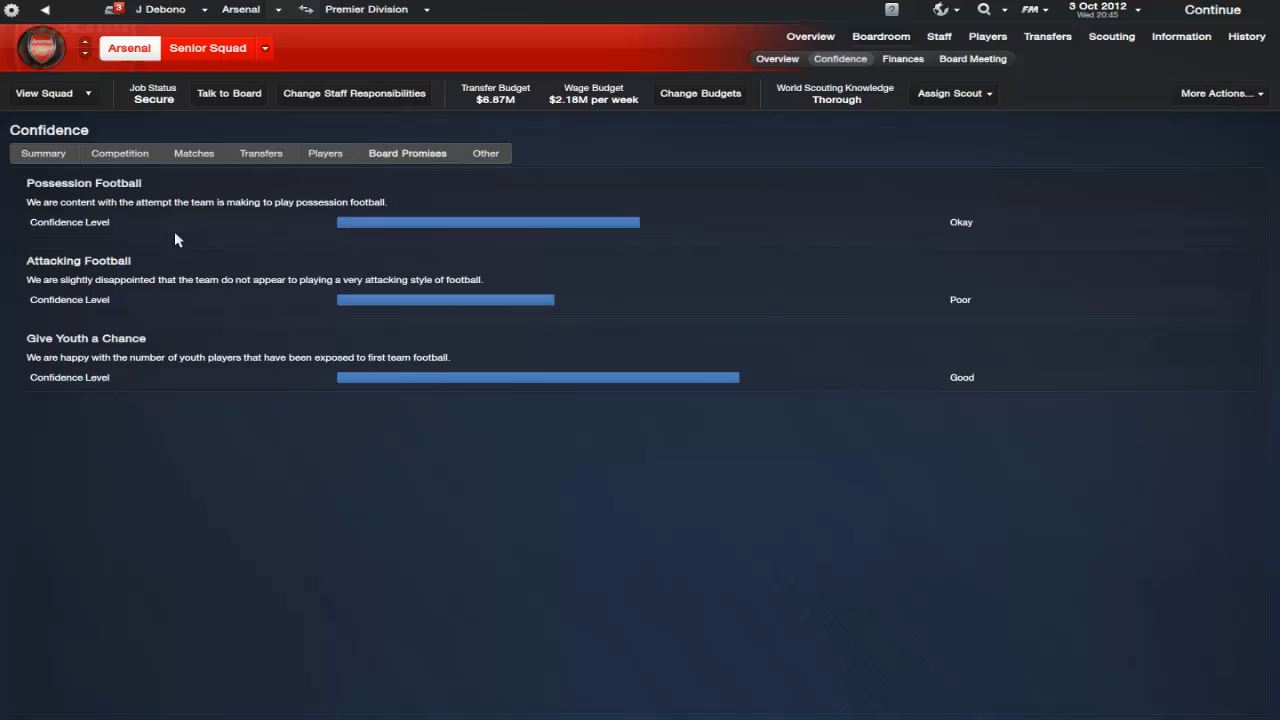 3 J Debono Arsenal Premier Division ? FM 3 Oct 2012 Continue
Wed 20:45
Arsenal Senior Squad Overview Boardroom Staff Players Transfers Scouting Information History
Overview Confidence Finances Board Meeting
View Squad Job Status Talk to Board Change Staff Responsibilities Transfer Budget Wage Budget Change Budgets World Scouting Knowledge Assign Scout More Actions...
Secure $6.87M $2.18M per week Thorough
Confidence
Summary Competition Matches Transfers Players Board Promises Other
Possession Football
We are content with the attempt the team is making to play possession football.
Confidence Level Okay
Attacking Football
We are slightly disappointed that the team do not appear to playing a very attacking style of football.
Confidence Level Poor
Give Youth a Chance
We are happy with the number of youth players that have been exposed to first team football.
Confidence Level Good